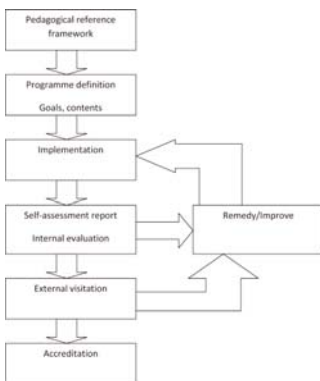 Pedagogical reference
framework
Programme definition
Goals, contents
Implementation
Self-assessment report
Internal evaluation
Remedy/Improve
External visitation
Accreditation